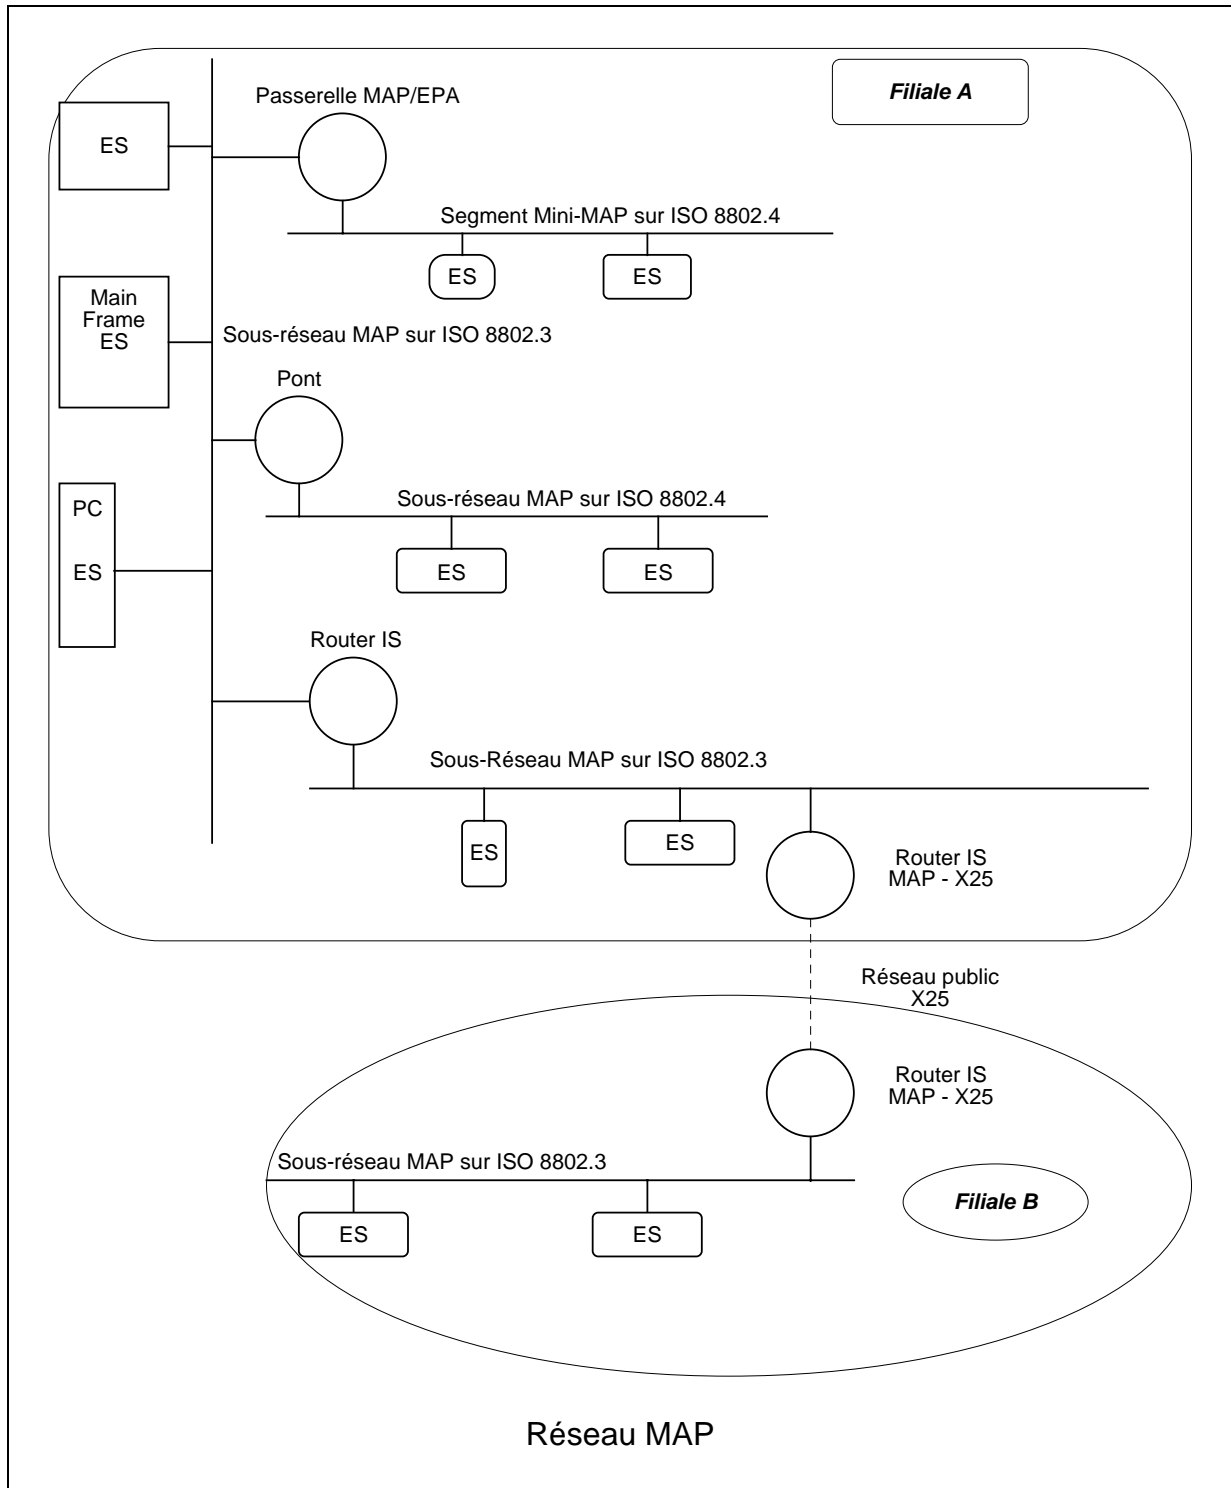 Filiale A
Passerelle MAP/EPA
ES
Segment Mini-MAP sur ISO 8802.4
ES
ES
Main
Frame
ES
Sous-réseau MAP sur ISO 8802.3
Pont
Sous-réseau MAP sur ISO 8802.4
PC
ES
ES
ES
Router IS
Sous-Réseau MAP sur ISO 8802.3
ES
ES
Router IS
MAP - X25
Réseau public
X25
Router IS
MAP - X25
Sous-réseau MAP sur ISO 8802.3
Filiale B
ES
ES
Réseau MAP